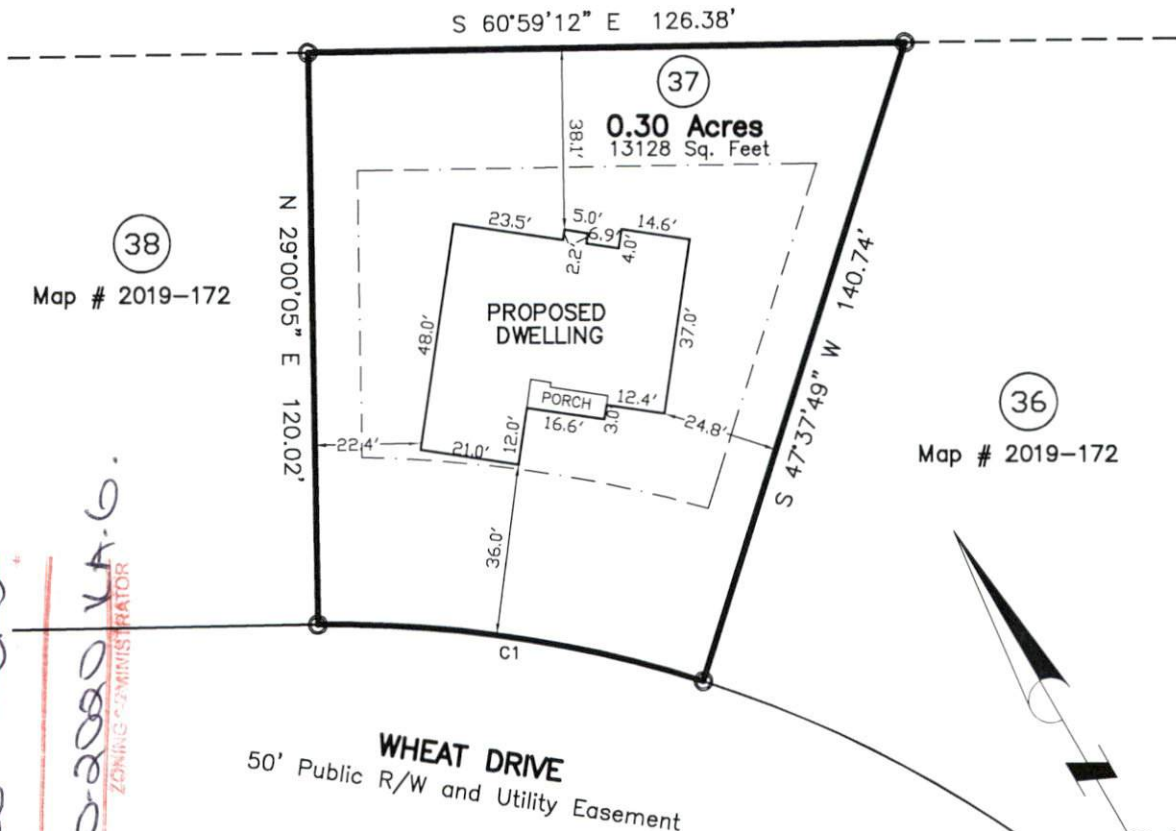 S 60°59'12" E 126.38'
37
0.30 Acres
13128 Sq. Feet
38.1'
38
Map # 2019-172
N 29°00'05" E 120.02'
23.5'
5.0'
6.9'
14.6'
2.2'
4.0'
PROPOSED
DWELLING
48.0'
37.0'
S 47°37'49" W 140.74'
PORCH
12.4'
16.6'
3.0'
24.8'
36
Map # 2019-172
22.4'
21.0'
12.0'
36.0'
C1
ZONING ADMINISTRATOR
WHEAT DRIVE
50' Public R/W and Utility Easement